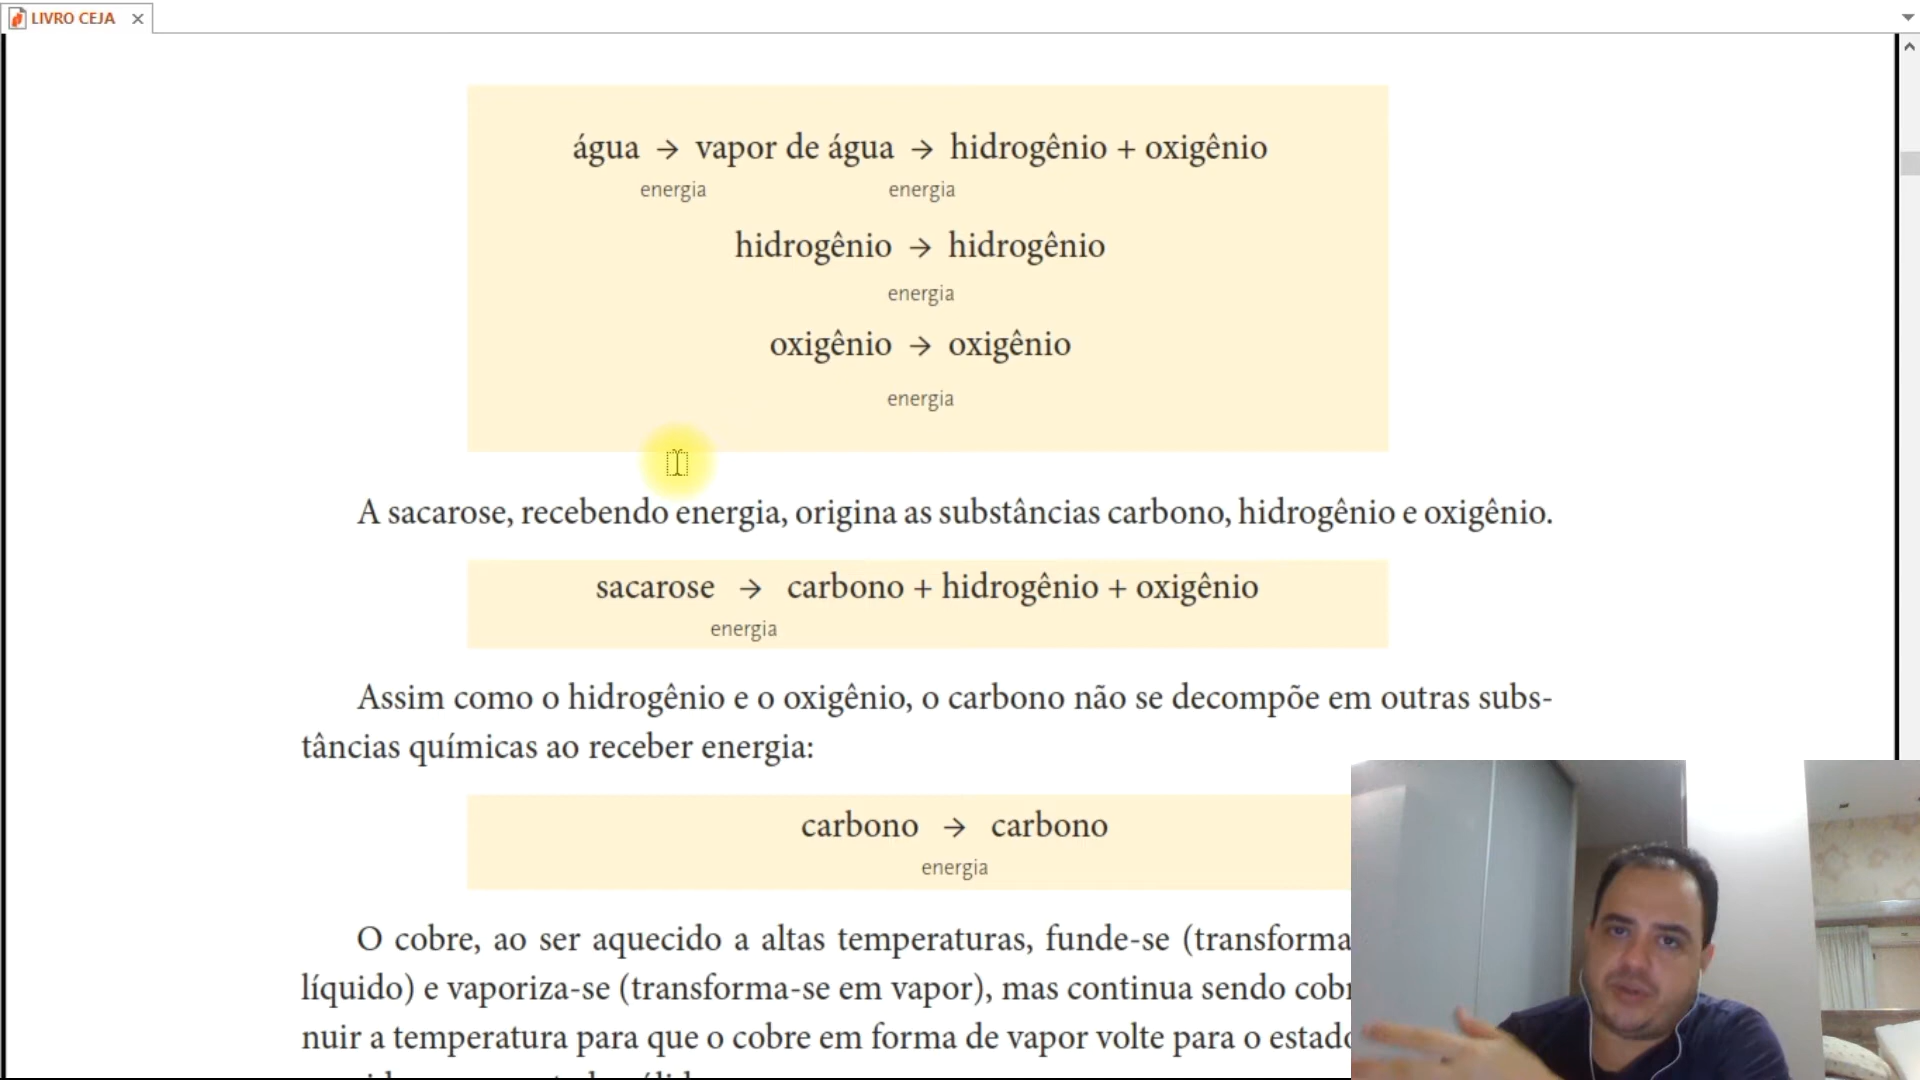 LIVRO CEJA
água → vapor de água → hidrogênio + oxigênio
energia energia
hidrogênio → hidrogênio
energia
oxigênio → oxigênio
energia
A sacarose, recebendo energia, origina as substâncias carbono, hidrogênio e oxigênio.
sacarose → carbono + hidrogênio + oxigênio
energia
Assim como o hidrogênio e o oxigênio, o carbono não se decompõe em outras subs-
tâncias químicas ao receber energia:
carbono → carbono
energia
O cobre, ao ser aquecido a altas temperaturas, funde-se (transforma
líquido) e vaporiza-se (transforma-se em vapor), mas continua sendo
nuir a temperatura para que o cobre em forma de vapor volte para o